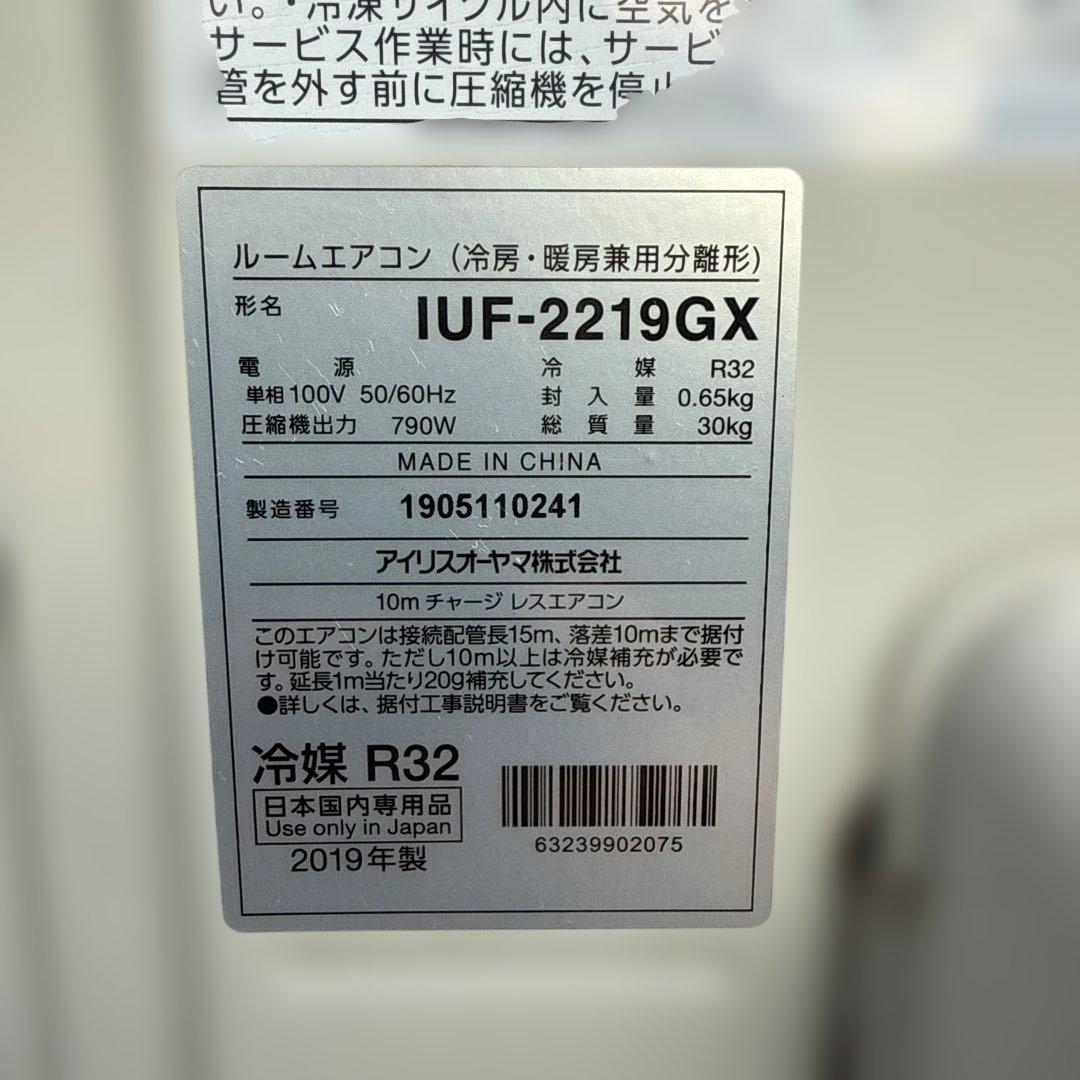 い。・冷凍サイクル内に空気を
サービス作業時には、サービ
管を外す前に圧縮機を停止
ルームエアコン（冷房・暖房兼用分離形）
形名 IUF-2219GX
電源 冷媒 R32
単相100V 50/60Hz 封入量 0.65kg
圧縮機出力 790W 総質量 30kg
MADE IN CHINA
製造番号 1905110241
アイリスオーヤマ株式会社
10mチャージレスエアコン
このエアコンは接続配管長15m、落差10mまで据付
け可能です。ただし10m以上は冷媒補充が必要で
す。延長1m当たり20g補充してください。
●詳しくは、据付工事説明書をご覧ください。
冷媒 R32
日本国内専用品
Use only in Japan
2019年製
63239902075